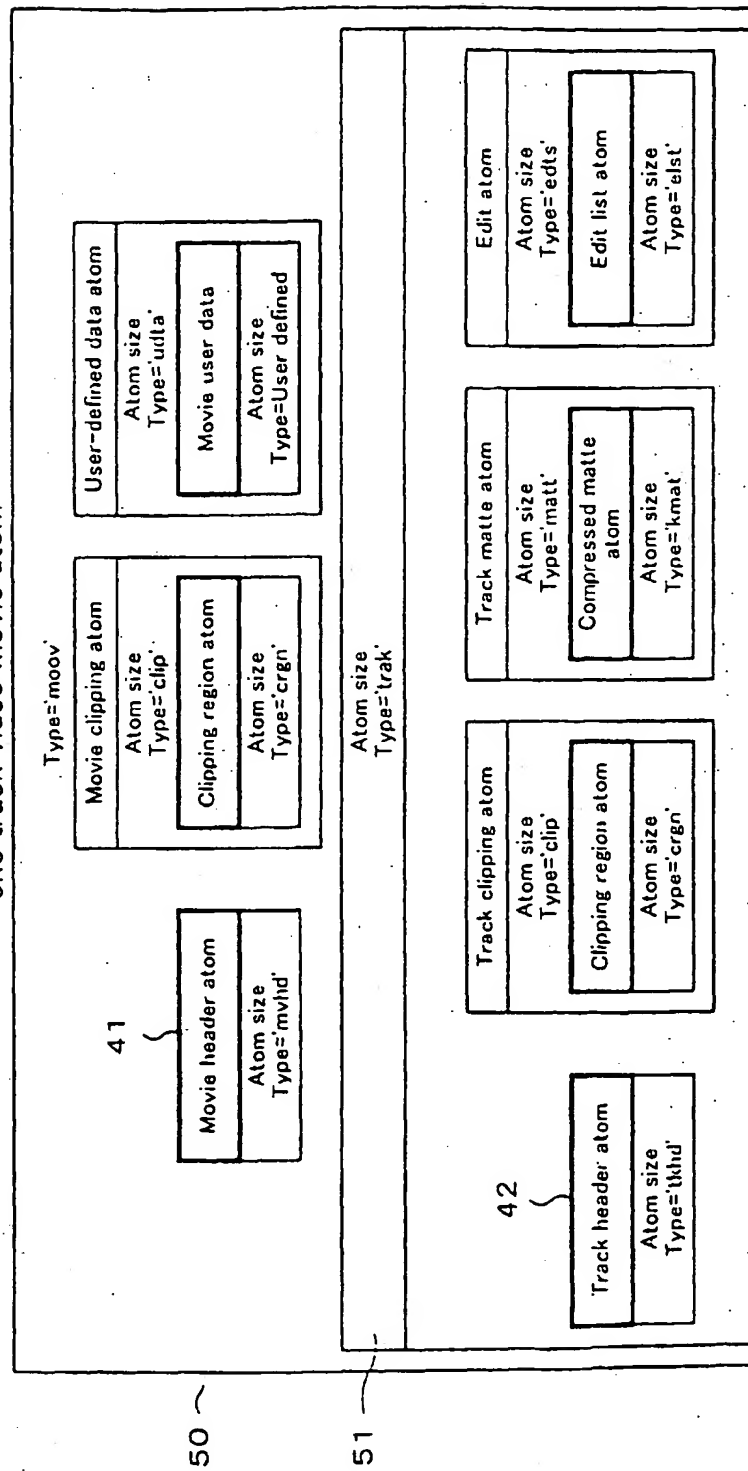 one track video movie atom
Type='moov'
50
41
Movie header atom
Atom size
Type='mvhd'
Movie clipping atom
Atom size
Type='clip'
Clipping region atom
Atom size
Type='crgn'
User-defined data atom
Atom size
Type='udta'
Movie user data
Atom size
Type=User defined
51
Atom size
Type='trak'
42
Track header atom
Atom size
Type='tkhd'
Track clipping atom
Atom size
Type='clip'
Clipping region atom
Atom size
Type='crgn'
Track matte atom
Atom size
Type='matt'
Compressed matte
atom
Atom size
Type='kmat'
Edit atom
Atom size
Type='edts'
Edit list atom
Atom size
Type='elst'